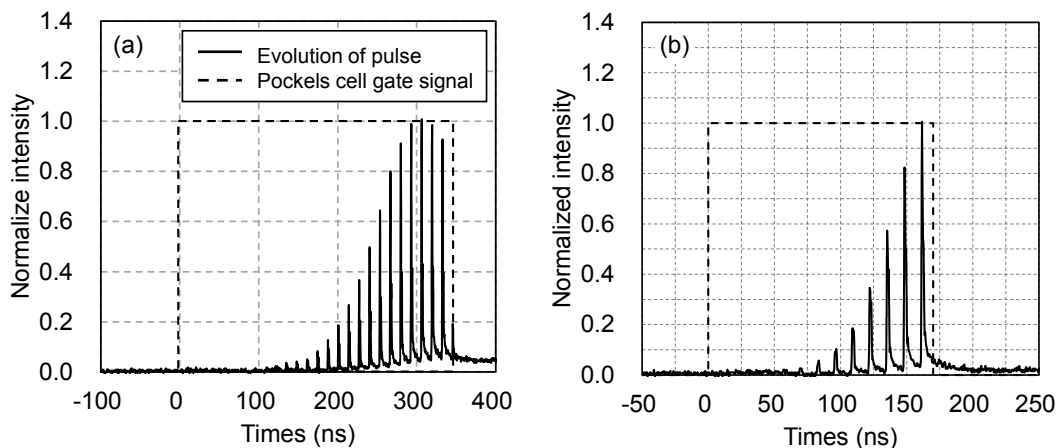 (a)
Evolution of pulse
Pockels cell gate signal
Normalize intensity
1.4
1.2
1.0
0.8
0.6
0.4
0.2
0.0
-100 0 100 200 300 400
Times (ns)
(b)
Normalized intensity
1.4
1.2
1.0
0.8
0.6
0.4
0.2
0.0
-50 0 50 100 150 200 250
Times (ns)